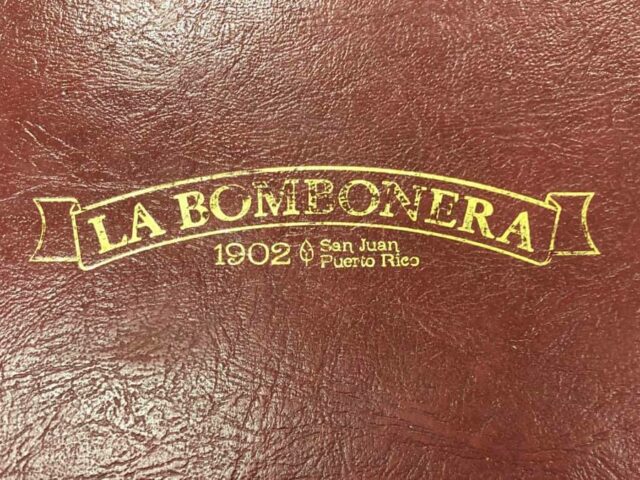 LA BOMBONERA
1902 San Juan
Puerto Rico